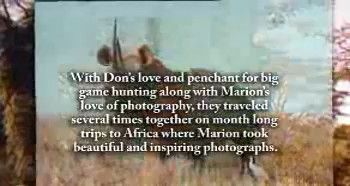 With Don's love and penchant for big
game hunting along with Marion's
love of photography, they traveled
several times together on month long
trips to Africa where Marion took
beautiful and inspiring photographs.